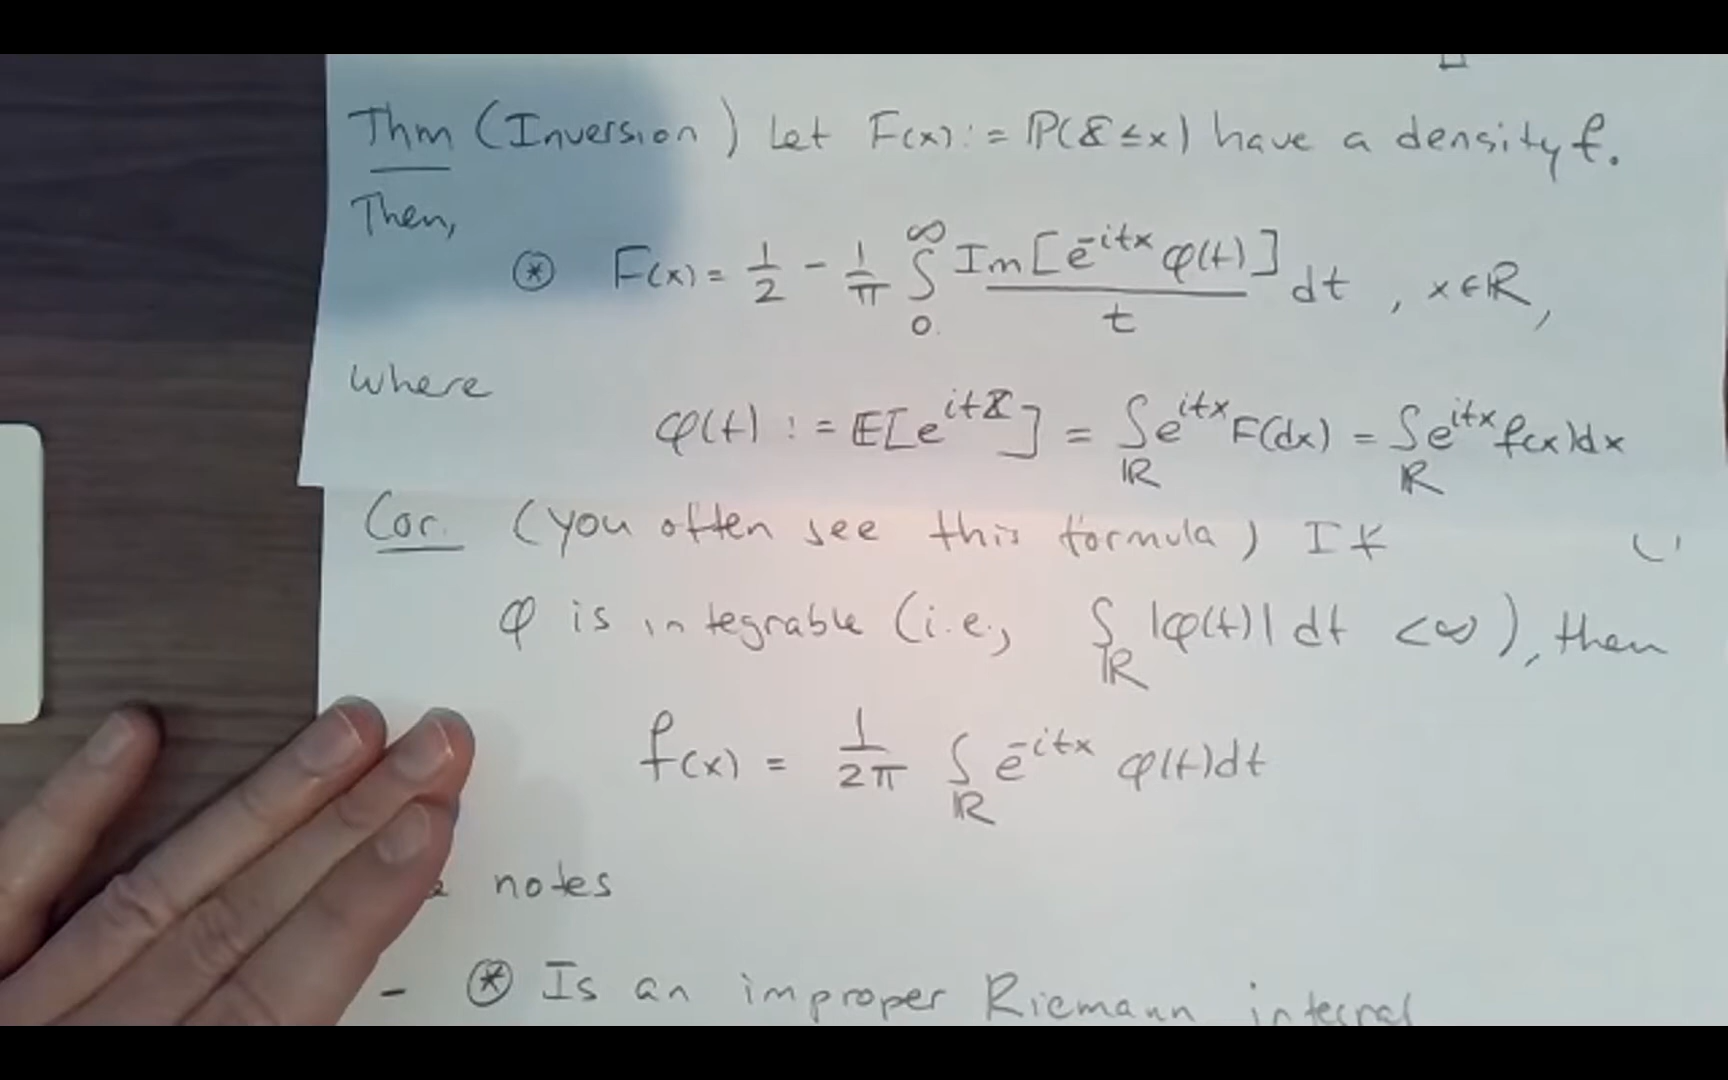 Thm (Inversion) Let F(x) := P(X ≤ x) have a density f.
Then,
⊛ F(x) = 1/2 - 1/π ∫_0^∞ Im[e^{-itx} φ(t)] / t dt, x ∈ ℝ,
where
φ(t) := E[e^{itX}] = ∫_ℝ e^{itx} F(dx) = ∫_ℝ e^{itx} f(x)dx
Cor. (you often see this formula) If
φ is integrable (i.e., ∫_ℝ |φ(t)| dt < ∞), then
f(x) = 1/2π ∫_ℝ e^{-itx} φ(t)dt
notes
- ⊛ Is an improper Riemann integral